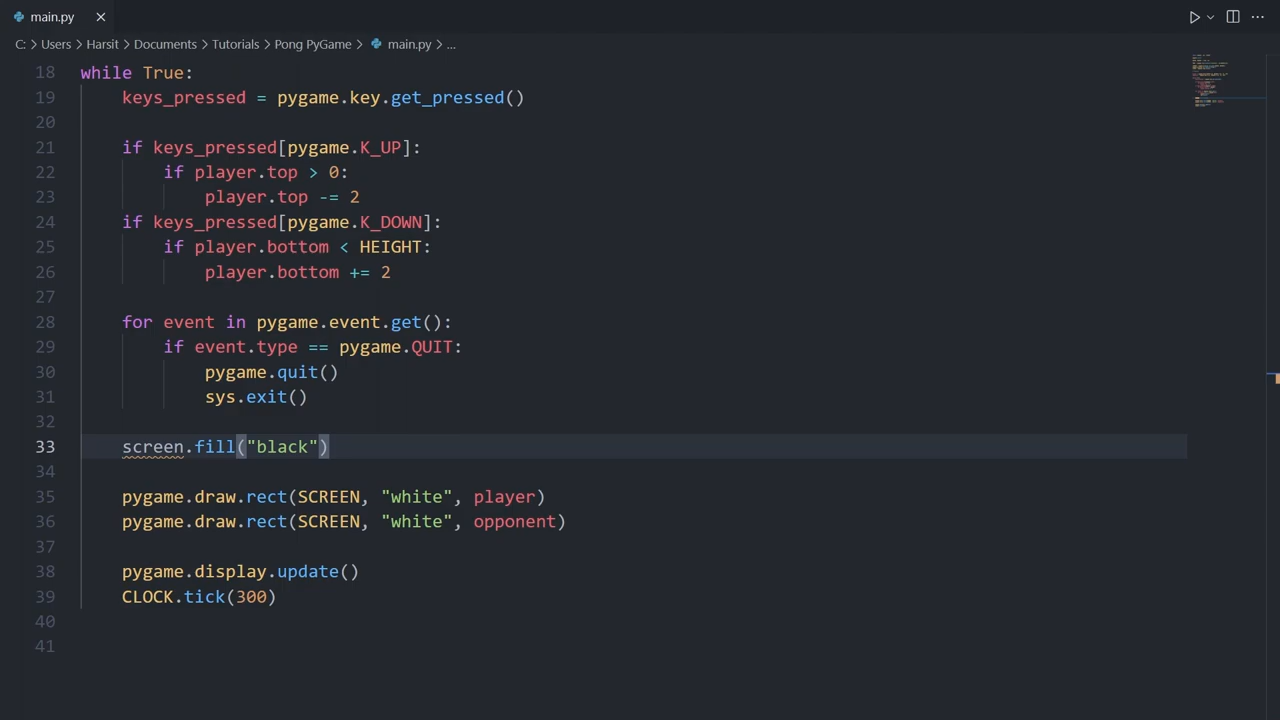 main.py
C: > Users > Harsit > Documents > Tutorials > Pong PyGame > main.py > ...
18 while True:
19     keys_pressed = pygame.key.get_pressed()
20
21     if keys_pressed[pygame.K_UP]:
22         if player.top > 0:
23             player.top -= 2
24     if keys_pressed[pygame.K_DOWN]:
25         if player.bottom < HEIGHT:
26             player.bottom += 2
27
28     for event in pygame.event.get():
29         if event.type == pygame.QUIT:
30             pygame.quit()
31             sys.exit()
32
33     screen.fill("black")
34
35     pygame.draw.rect(SCREEN, "white", player)
36     pygame.draw.rect(SCREEN, "white", opponent)
37
38     pygame.display.update()
39     CLOCK.tick(300)
40
41